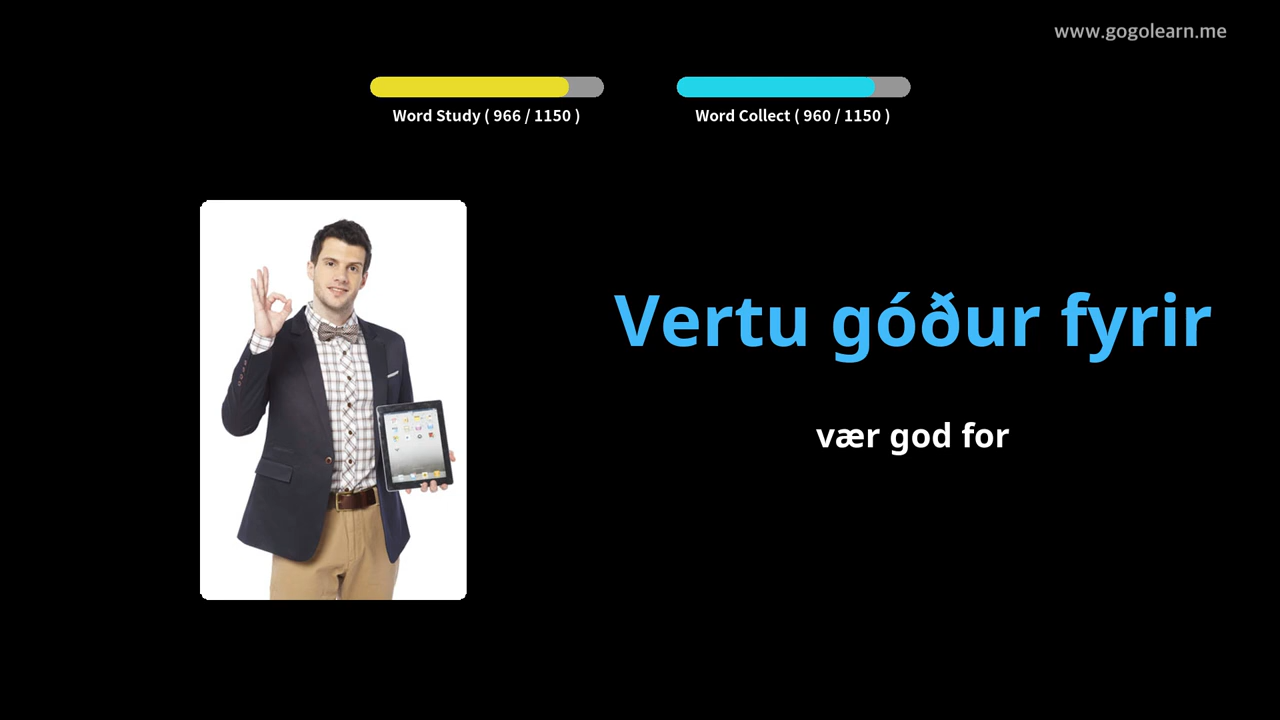 www.gogolearn.me
Word Study ( 966 / 1150 )
Word Collect ( 960 / 1150 )
Vertu góður fyrir
vær god for